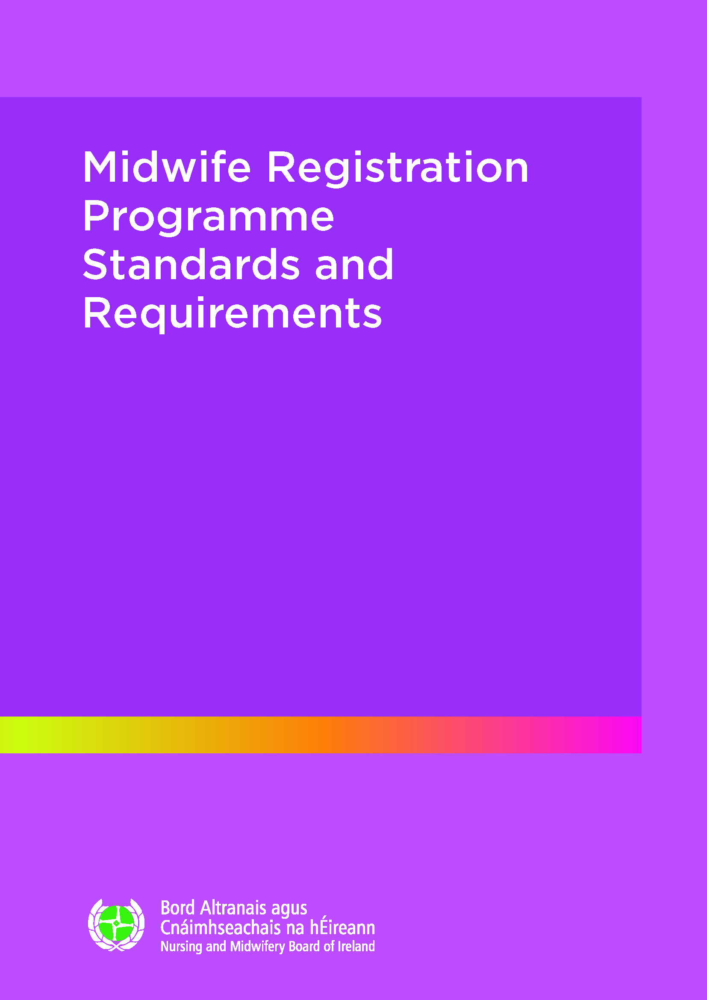 Midwife Registration
Programme
Standards and
Requirements
Bord Altranais agus
Cnáimhseachais na hÉireann
Nursing and Midwifery Board of Ireland